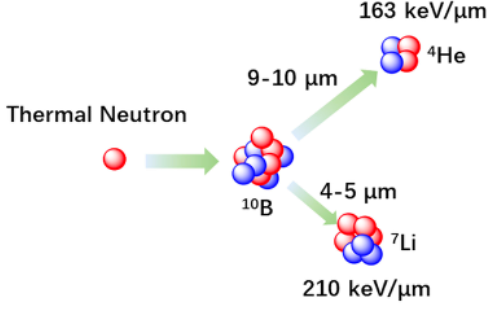 163 keV/μm
⁴He
9-10 μm
Thermal Neutron
4-5 μm
¹⁰B
⁷Li
210 keV/μm